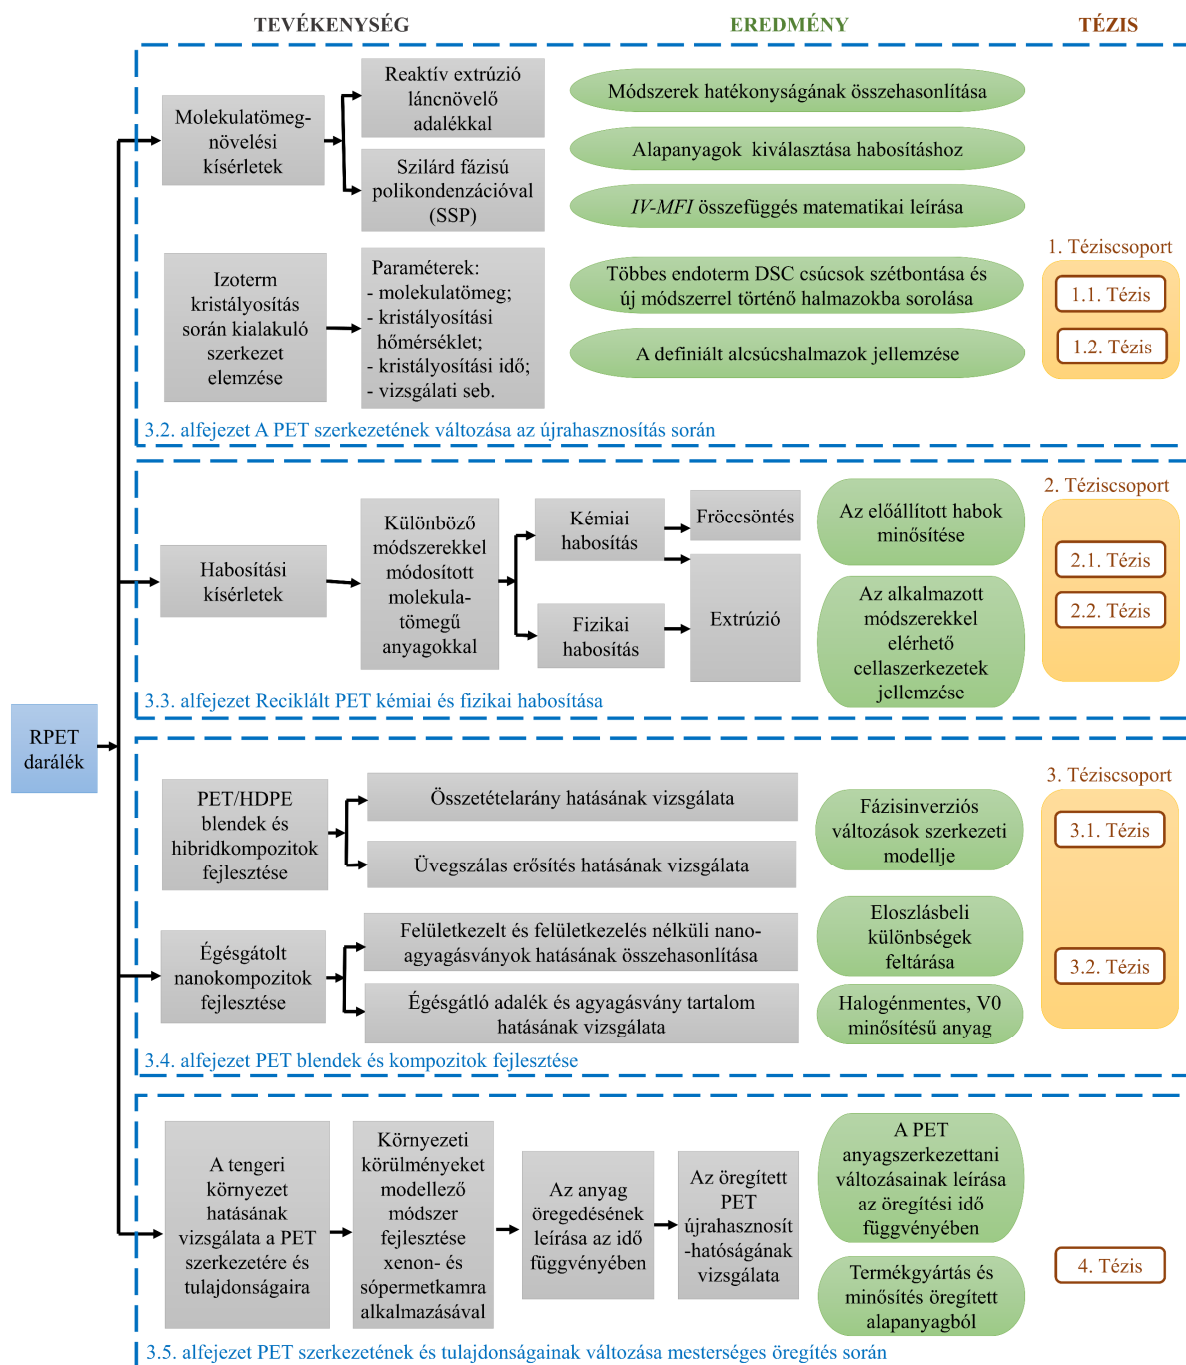 TEVÉKENYSÉG
EREDMÉNY
TÉZIS
RPET
darálék
Molekulatömeg-
növelési
kísérletek
Reaktív extrúzió
láncnövelő
adalékkal
Szilárd fázisú
polikondenzációval
(SSP)
Módszerek hatékonyságának összehasonlítása
Alapanyagok kiválasztása habosításhoz
IV-MFI összefüggés matematikai leírása
Izoterm
kristályosítás
során kialakuló
szerkezet
elemzése
Paraméterek:
- molekulatömeg;
- kristályosítási
hőmérséklet;
- kristályosítási idő;
- vizsgálati seb.
Többes endoterm DSC csúcsok szétbontása és
új módszerrel történő halmazokba sorolása
A definiált alcsúcshalmazok jellemzése
1. Téziscsoport
1.1. Tézis
1.2. Tézis
3.2. alfejezet A PET szerkezetének változása az újrahasznosítás során
Habosítási
kísérletek
Különböző
módszerekkel
módosított
molekula-
tömegű
anyagokkal
Kémiai
habosítás
Fizikai
habosítás
Fröccsöntés
Extrúzió
Az előállított habok
minősítése
Az alkalmazott
módszerekkel
elérhető
cellaszerkezetek
jellemzése
2. Téziscsoport
2.1. Tézis
2.2. Tézis
3.3. alfejezet Reciklált PET kémiai és fizikai habosítása
PET/HDPE
blendek és
hibridkompozitok
fejlesztése
Összetételarány hatásának vizsgálata
Üvegszálas erősítés hatásának vizsgálata
Fázisinverziós
változások szerkezeti
modellje
3. Téziscsoport
3.1. Tézis
Égésgátolt
nanokompozitok
fejlesztése
Felületkezelt és felületkezelés nélküli nano-
agyagásványok hatásának összehasonlítása
Égésgátló adalék és agyagásvány tartalom
hatásának vizsgálata
Eloszlásbeli
különbségek
feltárása
Halogénmentes, V0
minősítésű anyag
3.2. Tézis
3.4. alfejezet PET blendek és kompozitok fejlesztése
A tengeri
környezet
hatásának
vizsgálata a PET
szerkezetére és
tulajdonságaira
Környezeti
körülményeket
modellező
módszer
fejlesztése
xenon- és
sópermetkamra
alkalmazásával
Az anyag
öregedésének
leírása az idő
függvényében
Az öregített
PET
újrahasznosít
-hatóságának
vizsgálata
A PET
anyagszerkezettani
változásainak leírása
az öregítési idő
függvényében
Termékgyártás és
minősítés öregített
alapanyagból
4. Tézis
3.5. alfejezet PET szerkezetének és tulajdonságainak változása mesterséges öregítés során